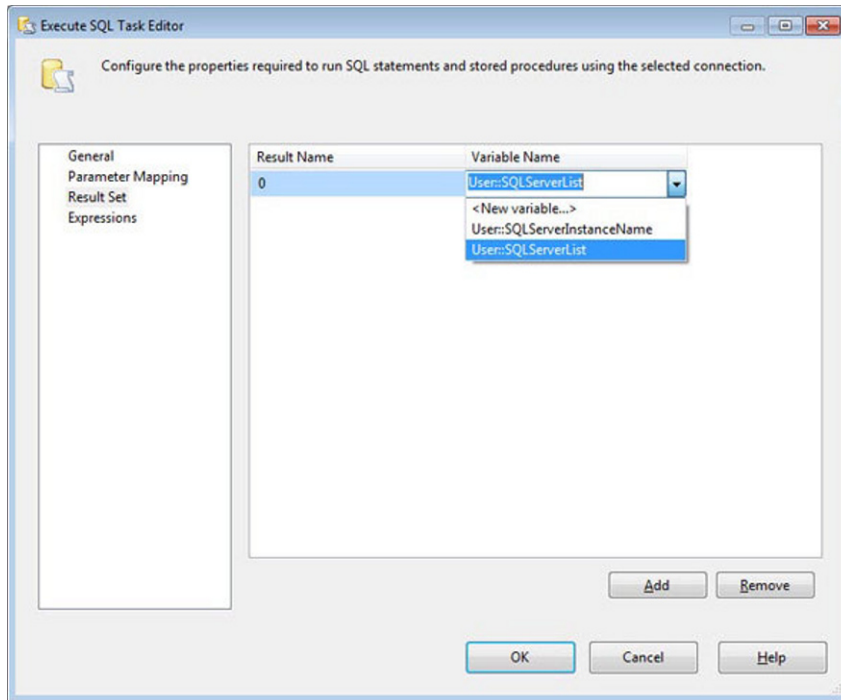 Execute SQL Task Editor
Configure the properties required to run SQL statements and stored procedures using the selected connection.
General
Parameter Mapping
Result Set
Expressions
Result Name Variable Name
0 User::SQLServerList
<New variable...>
User::SQLServerInstanceName
User::SQLServerList
Add Remove
OK Cancel Help